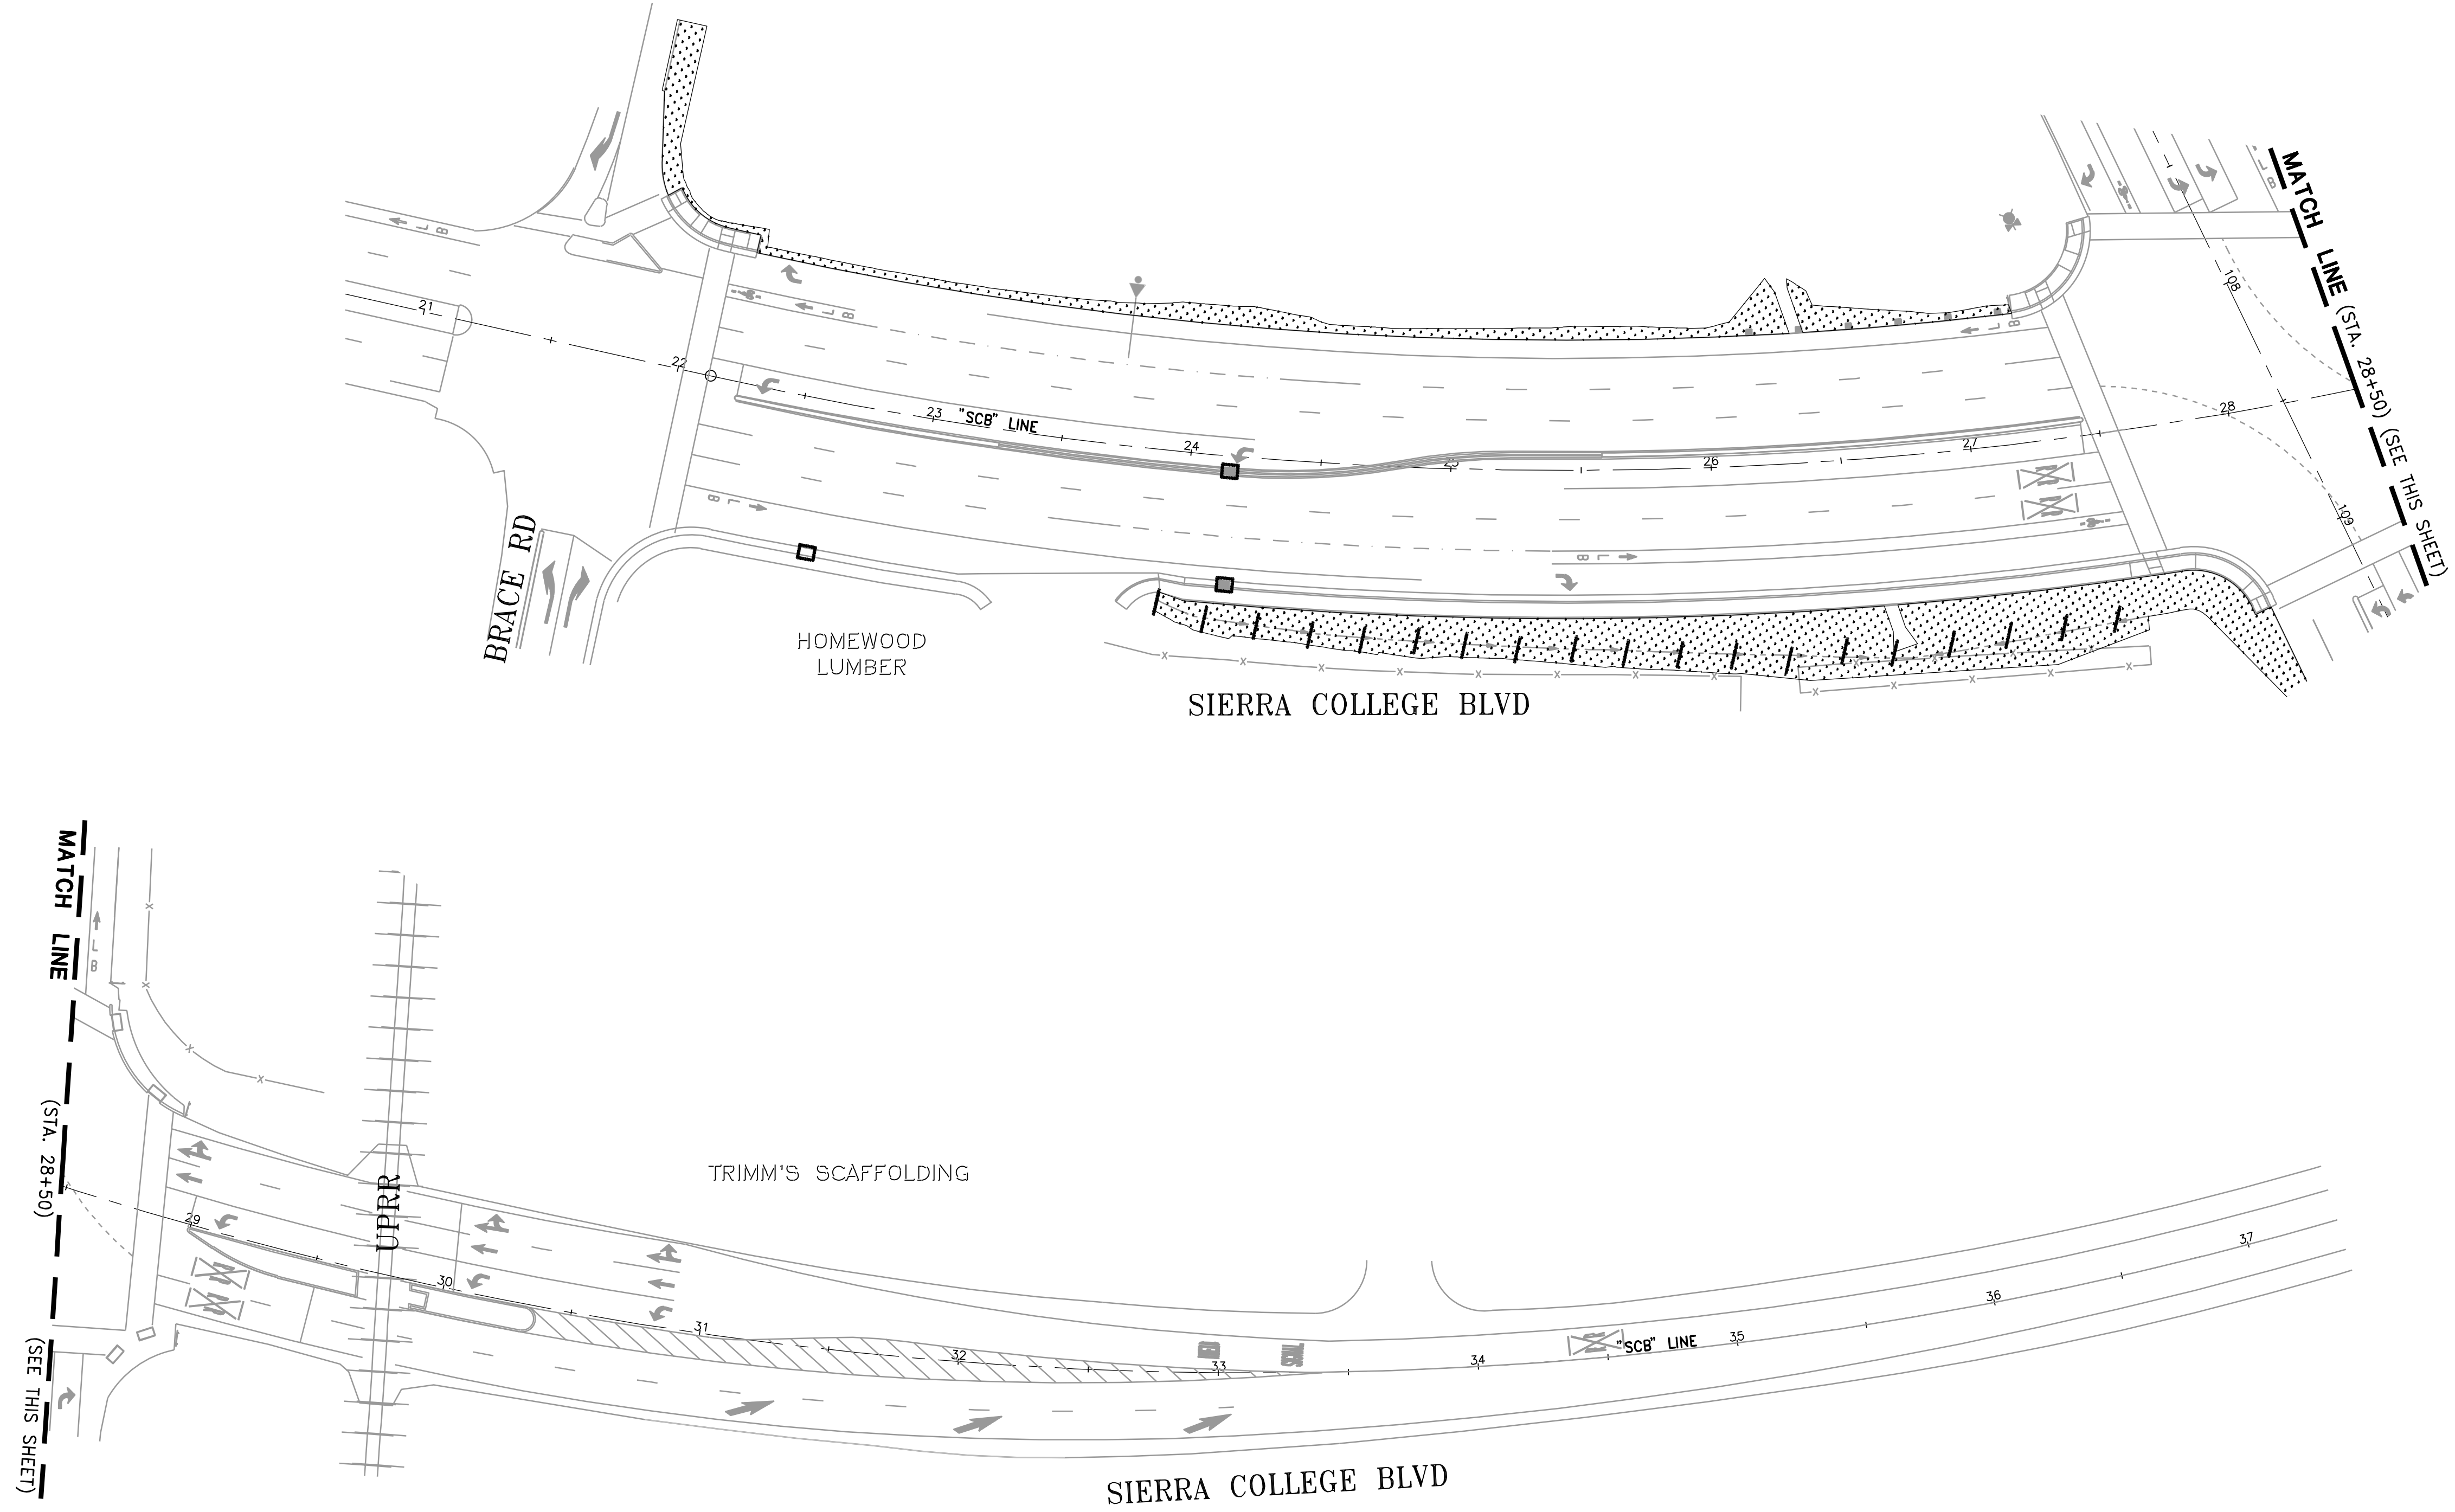 MATCH LINE (STA. 28+50) (SEE THIS SHEET)
B L
B L
B L
B L
21
22
23
"SCB" LINE
24
25
26
27
28
108
109
B L
B L
BRACE RD
HOMEWOOD
LUMBER
SIERRA COLLEGE BLVD
MATCH LINE (STA. 28+50) (SEE THIS SHEET)
B L
UPRR
TRIMM'S SCAFFOLDING
29
30
31
32
33
34
"SCB" LINE
35
36
37
SIERRA COLLEGE BLVD